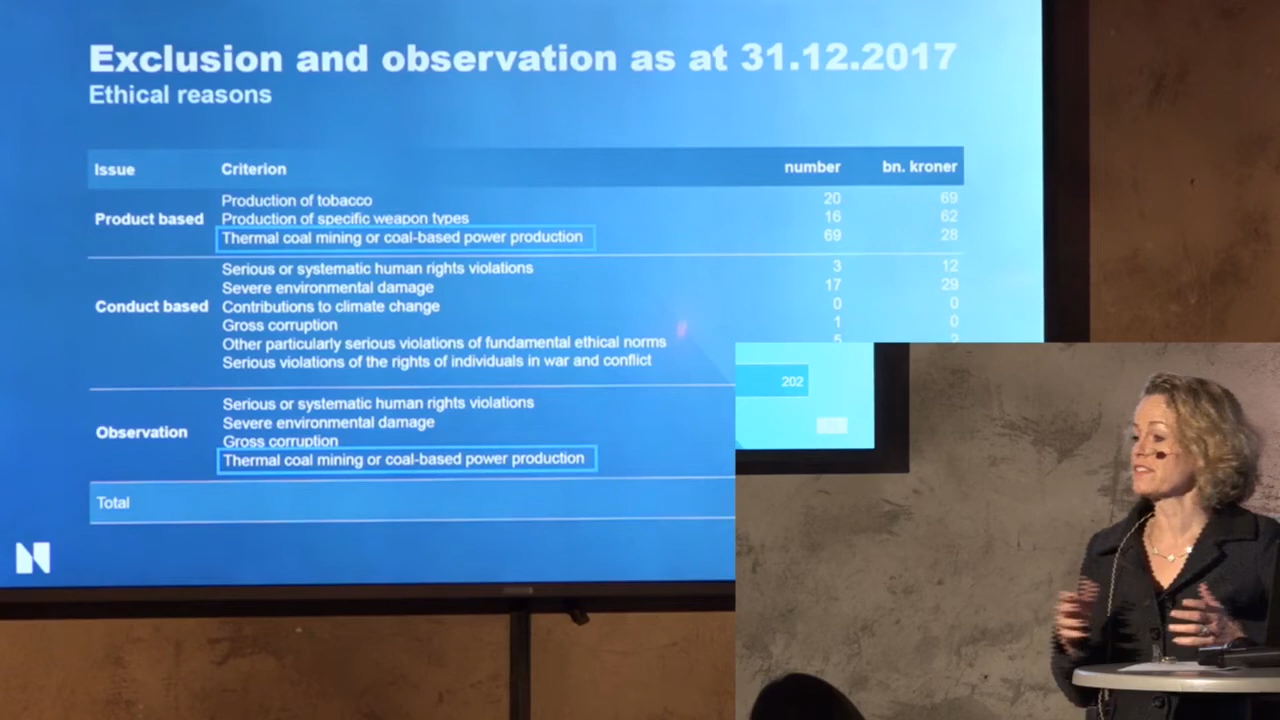 Exclusion and observation as at 31.12.2017
Ethical reasons
Issue Criterion number bn. kroner
Product based
Production of tobacco 20 69
Production of specific weapon types 16 62
Thermal coal mining or coal-based power production 69 28
Conduct based
Serious or systematic human rights violations 3 12
Severe environmental damage 17 29
Contributions to climate change 0 0
Gross corruption 1 0
Other particularly serious violations of fundamental ethical norms
Serious violations of the rights of individuals in war and conflict
Observation
Serious or systematic human rights violations
Severe environmental damage
Gross corruption
Thermal coal mining or coal-based power production
Total
202
N